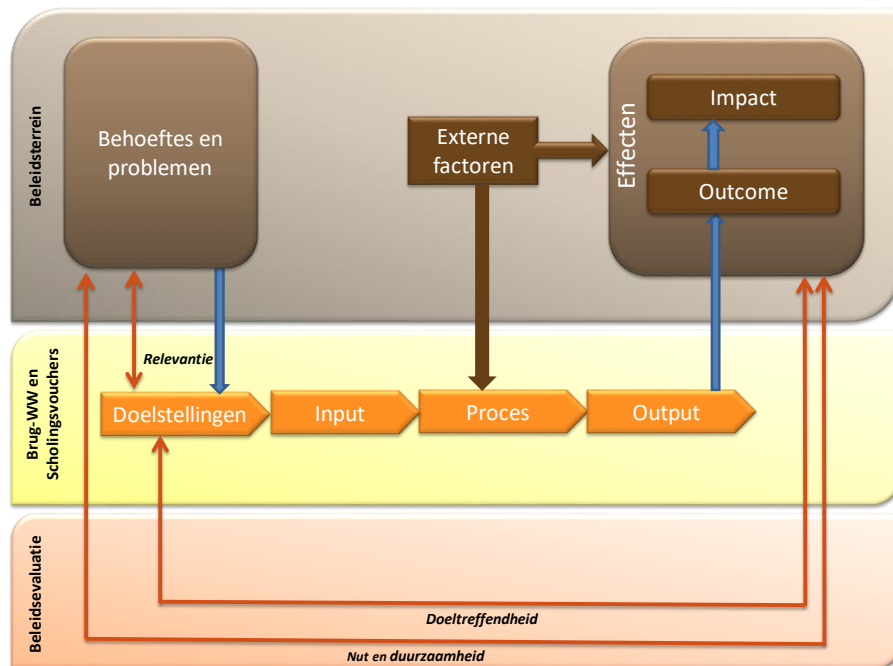 Beleidsterrein
Behoeftes en
problemen
Externe
factoren
Effecten
Impact
Outcome
Brug-WW en
Scholingsvouchers
Relevantie
Doelstellingen
Input
Proces
Output
Beleidsevaluatie
Doeltreffendheid
Nut en duurzaamheid